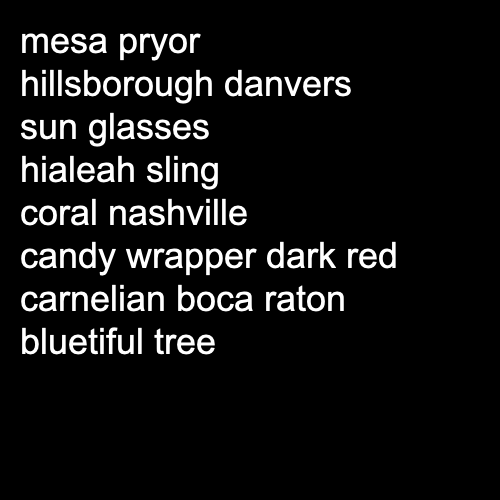 mesa pryor
hillsborough danvers
sun glasses
hialeah sling
coral nashville
candy wrapper dark red
carnelian boca raton
bluetiful tree